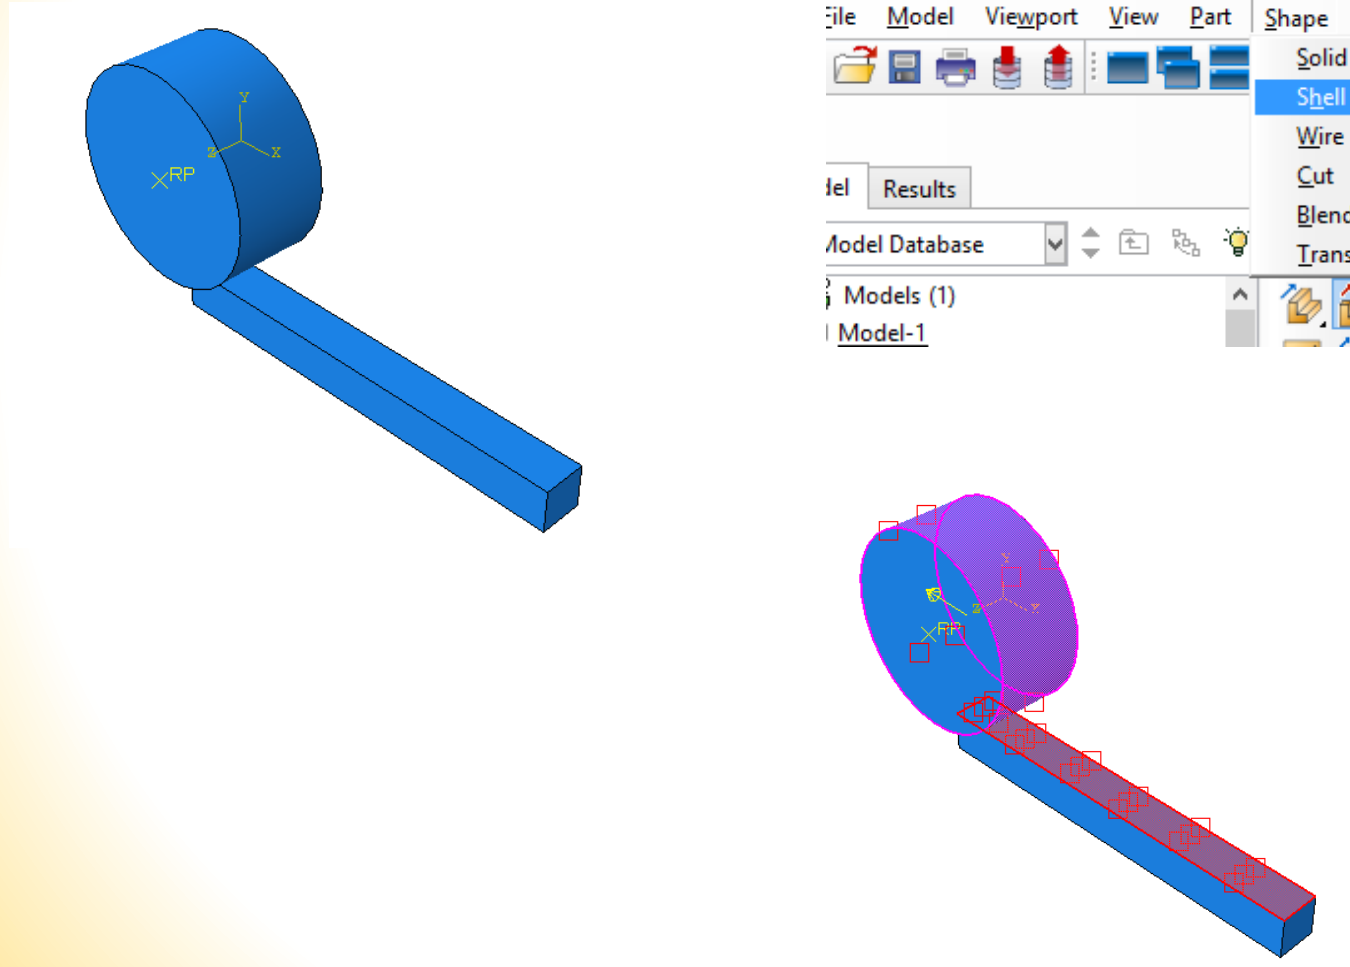 File Model Viewport View Part Shape
Solid
Shell
Wire
Cut
Blend
Trans
del Results
Model Database
Models (1)
Model-1
Y
Z X
RP
Y
Z
RP